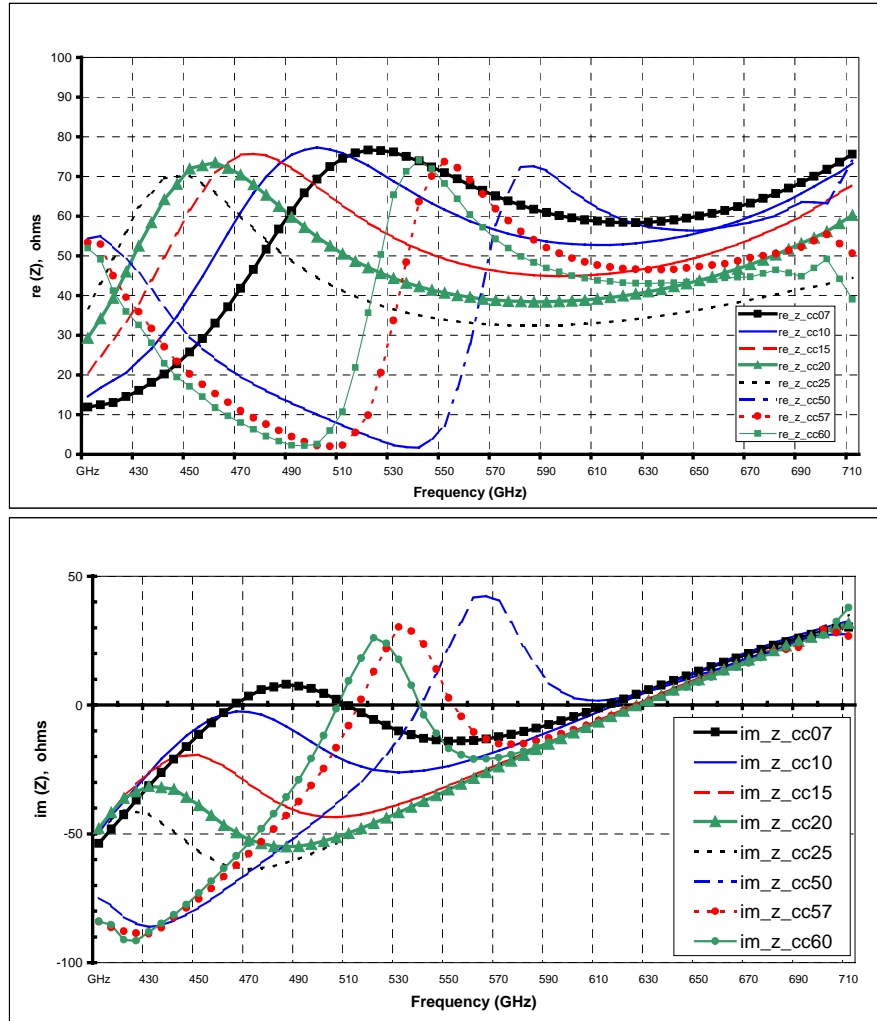 100
90
80
70
60
50
40
30
20
10
0
re (Z), ohms
re_z_cc07
re_z_cc10
re_z_cc15
re_z_cc20
re_z_cc25
re_z_cc50
re_z_cc57
re_z_cc60
GHz 430 450 470 490 510 530 550 570 590 610 630 650 670 690 710
Frequency (GHz)
50
0
-50
-100
im (Z), ohms
im_z_cc07
im_z_cc10
im_z_cc15
im_z_cc20
im_z_cc25
im_z_cc50
im_z_cc57
im_z_cc60
GHz 430 450 470 490 510 530 550 570 590 610 630 650 670 690 710
Frequency (GHz)